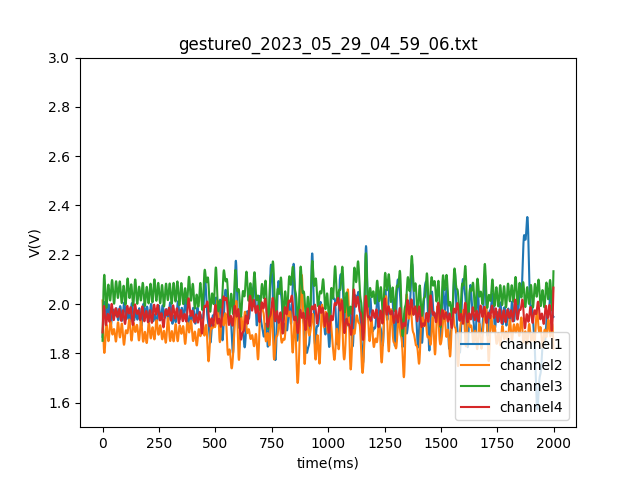 gesture0_2023_05_29_04_59_06.txt
3.0
2.8
2.6
2.4
2.2
2.0
1.8
1.6
V(V)
channel1
channel2
channel3
channel4
0 250 500 750 1000 1250 1500 1750 2000
time(ms)